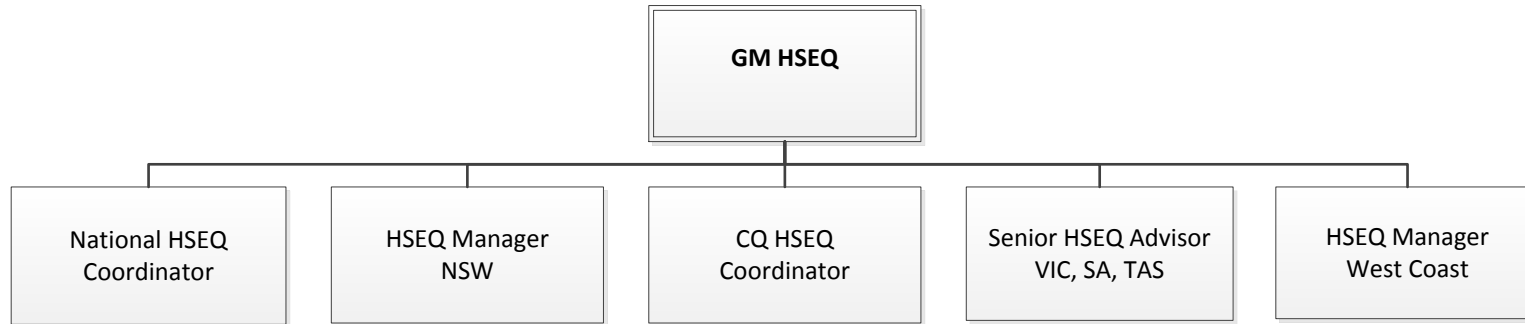 GM HSEQ
National HSEQ
Coordinator
HSEQ Manager
NSW
CQ HSEQ
Coordinator
Senior HSEQ Advisor
VIC, SA, TAS
HSEQ Manager
West Coast